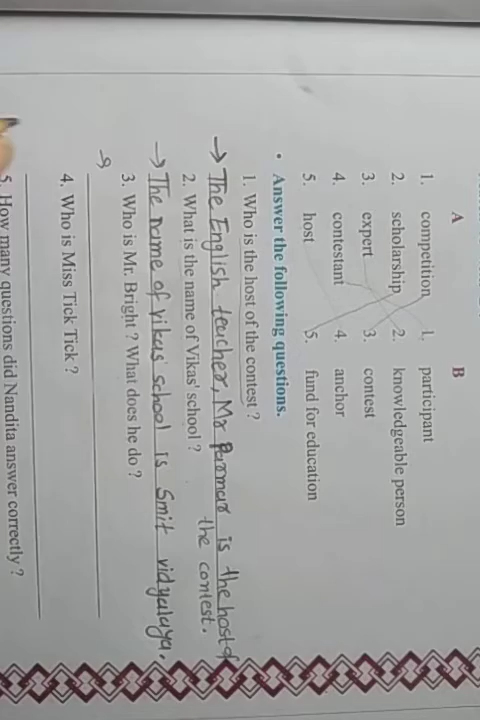 A B
1. competition 1. participant
2. scholarship 2. knowledgeable person
3. expert 3. contest
4. contestant 4. anchor
5. host 5. fund for education
• Answer the following questions.
1. Who is the host of the contest ?
→ The English teacher, Mr Parmar is the host of
the contest.
2. What is the name of Vikas' school ?
→ The name of vikas' school is Smit vidyalaya.
3. Who is Mr. Bright ? What does he do ?
→
4. Who is Miss Tick Tick ?
5. How many questions did Nandita answer correctly ?